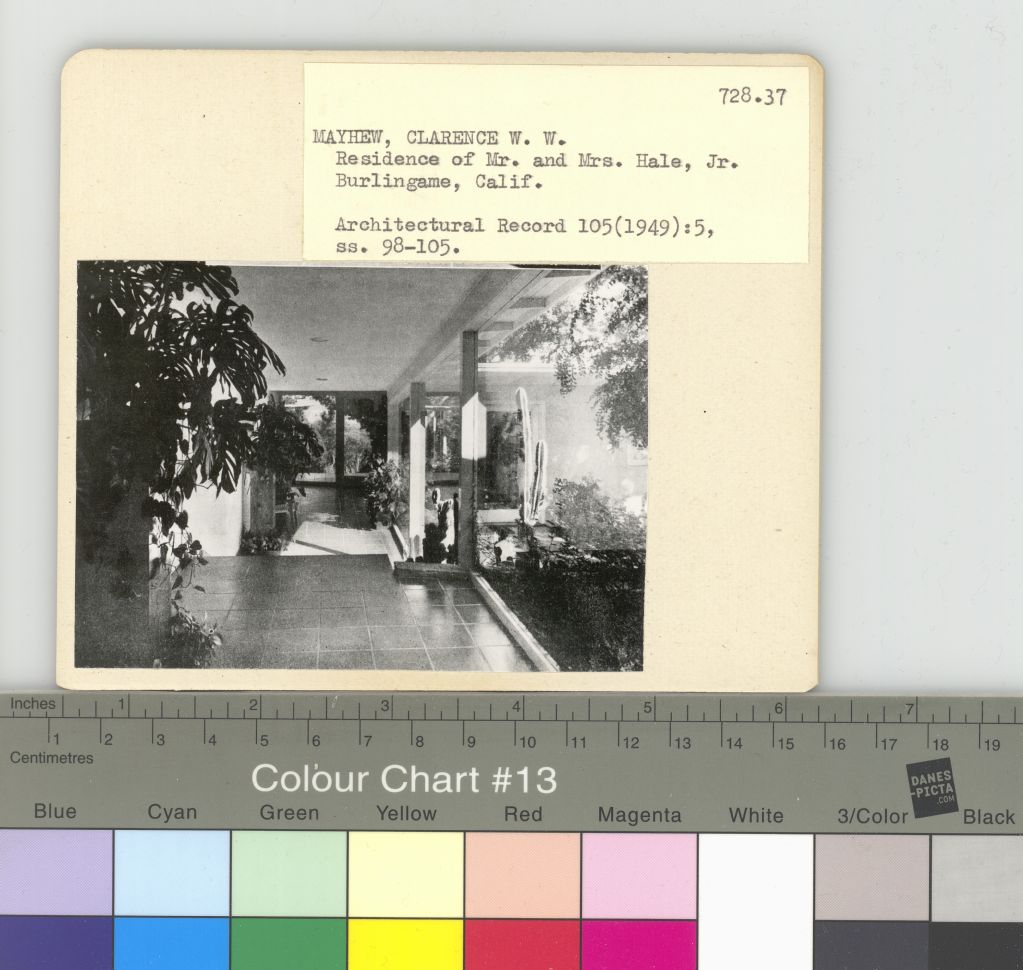 728.37
MAYHEW, CLARENCE W. W.
Residence of Mr. and Mrs. Hale, Jr.
Burlingame, Calif.
Architectural Record 105(1949):5,
ss. 98-105.
Inches 1 2 3 4 5 6 7
1 2 3 4 5 6 7 8 9 10 11 12 13 14 15 16 17 18 19
Centimetres
Colour Chart #13
DANES
-PICTA
.COM
Blue Cyan Green Yellow Red Magenta White 3/Color Black